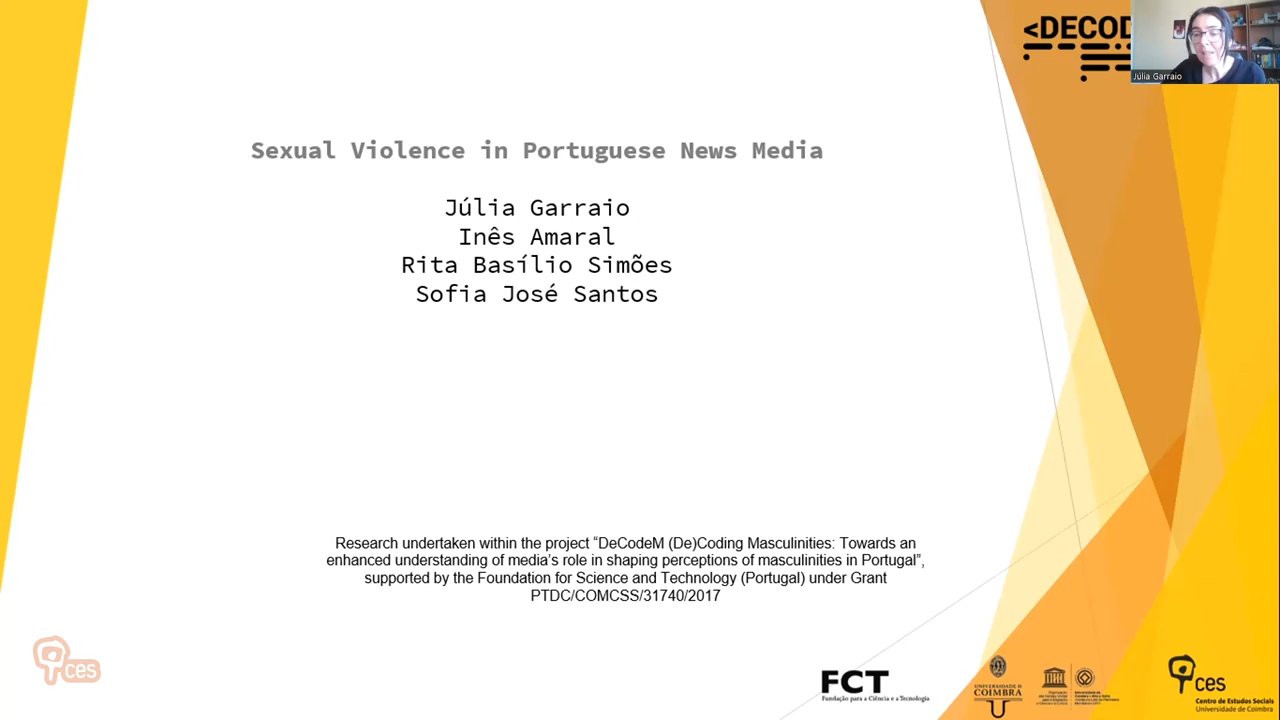 <DECOD
Júlia Garraio
Sexual Violence in Portuguese News Media
Júlia Garraio
Inês Amaral
Rita Basílio Simões
Sofia José Santos
Research undertaken within the project “DeCodeM (De)Coding Masculinities: Towards an
enhanced understanding of media’s role in shaping perceptions of masculinities in Portugal”,
supported by the Foundation for Science and Technology (Portugal) under Grant
PTDC/COMCSS/31740/2017
ces
FCT
Fundação para a Ciência e a Tecnologia
UNIVERSIDADE D
COIMBRA
ces
Centro de Estudos Sociais
Universidade de Coimbra